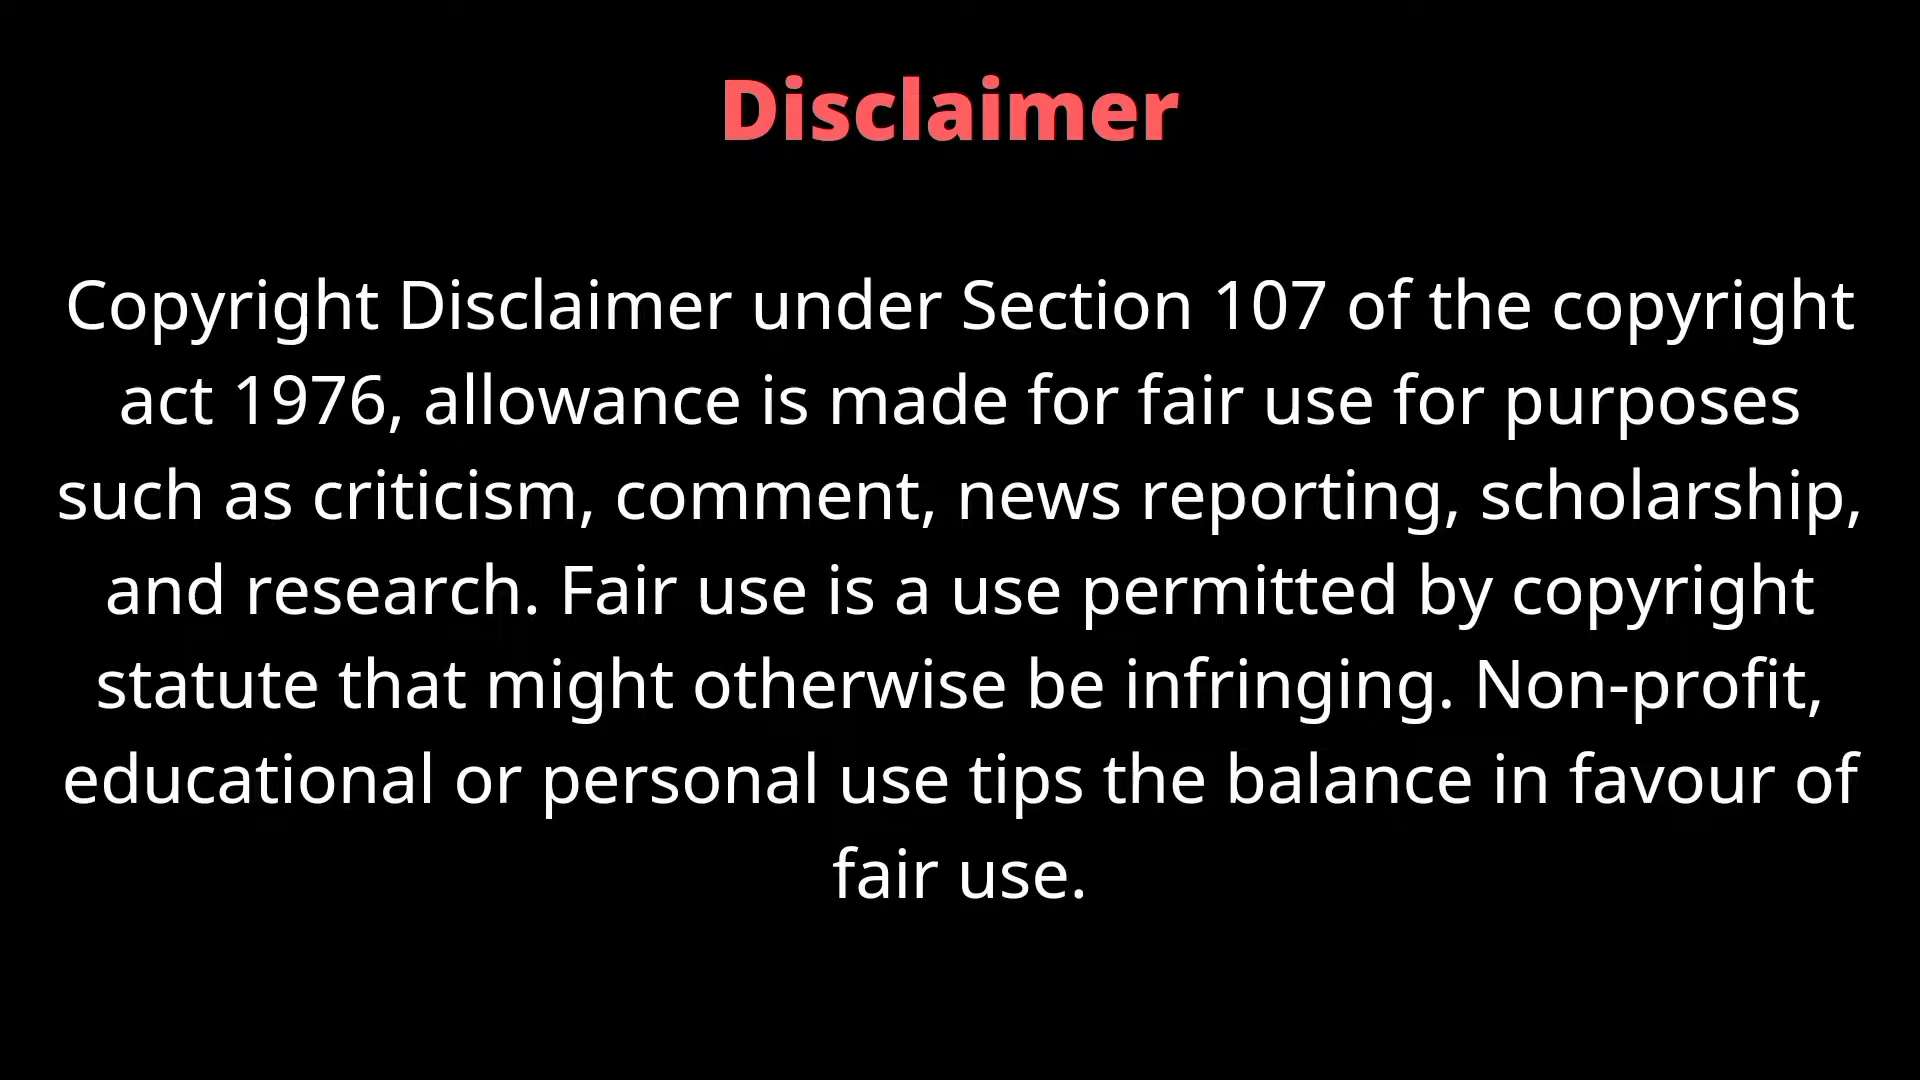 Disclaimer
Copyright Disclaimer under Section 107 of the copyright
act 1976, allowance is made for fair use for purposes
such as criticism, comment, news reporting, scholarship,
and research. Fair use is a use permitted by copyright
statute that might otherwise be infringing. Non-profit,
educational or personal use tips the balance in favour of
fair use.